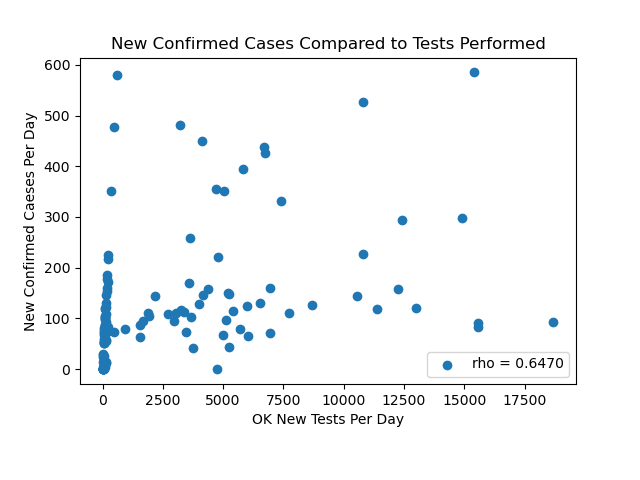 New Confirmed Cases Compared to Tests Performed
600
500
400
300
200
100
0
New Confirmed Caeses Per Day
0 2500 5000 7500 10000 12500 15000 17500
OK New Tests Per Day
rho = 0.6470